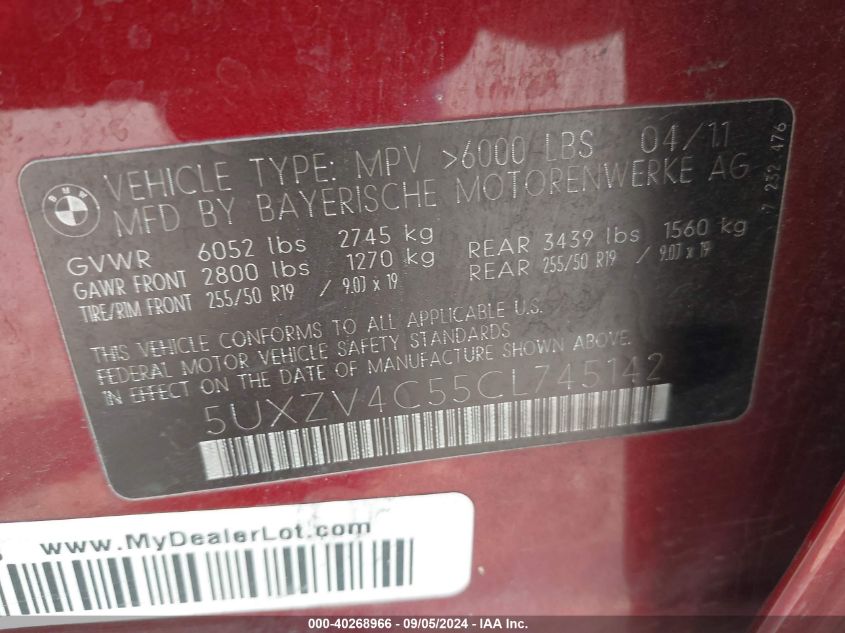 BMW
VEHICLE TYPE: MPV >6000 LBS 04/11
MFD BY BAYERISCHE MOTORENWERKE AG
7 232 476
GVWR 6052 lbs 2745 kg
GAWR FRONT 2800 lbs 1270 kg REAR 3439 lbs 1560 kg
TIRE/RIM FRONT 255/50 R19 / 9.0J x 19 REAR 255/50 R19 / 9.0J x 19
THIS VEHICLE CONFORMS TO ALL APPLICABLE U.S.
FEDERAL MOTOR VEHICLE SAFETY STANDARDS
IN EFFECT ON THE DATE OF MANUFACTURE SHOWN ABOVE.
5UXZV4C55CL745142
www.MyDealerLot.com
000-40268966 - 09/05/2024 - IAA Inc.